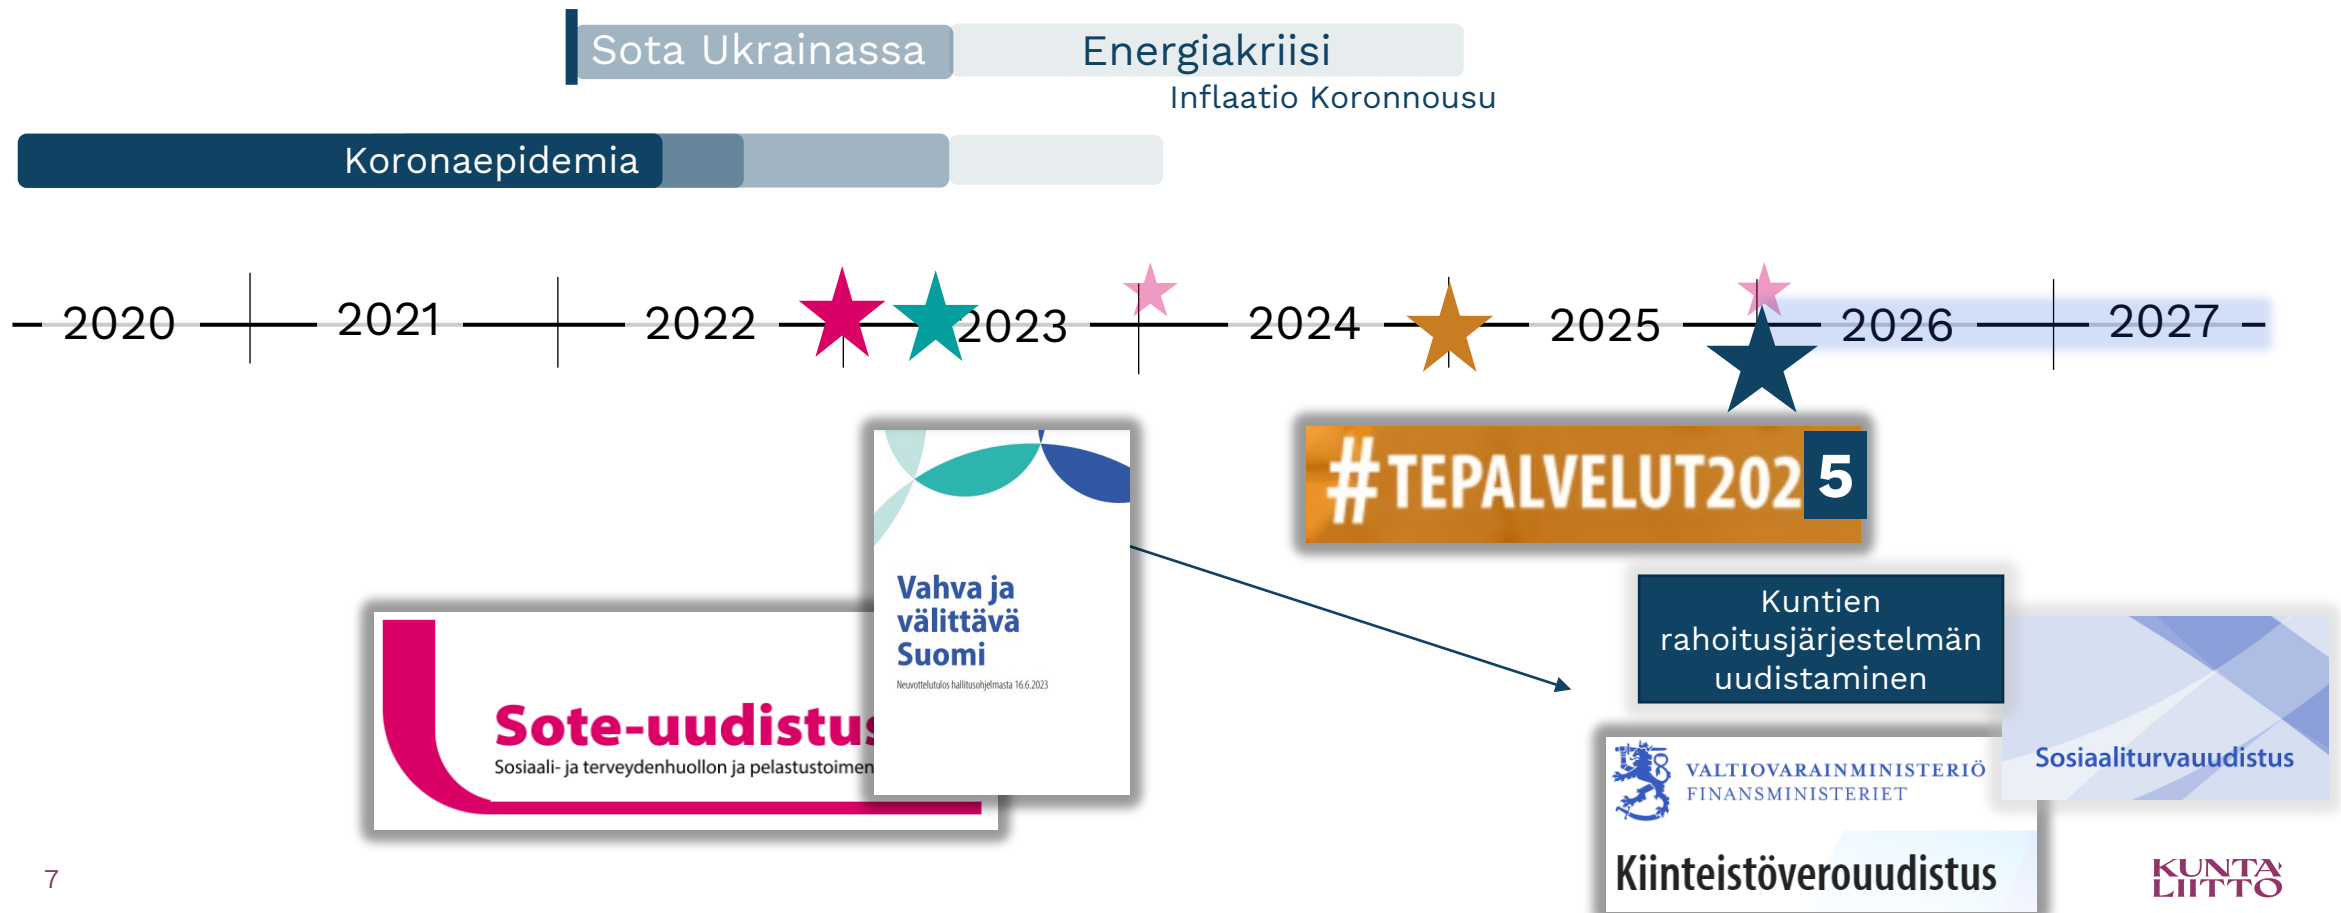 Sota Ukrainassa
Energiakriisi
Inflaatio Koronnousu
Koronaepidemia
2020
2021
2022
2023
2024
2025
2026
2027
#TEPALVELUT202
5
Vahva ja
välittävä
Suomi
Neuvottelutulos hallitusohjelmasta 16.6.2023
Sote-uudistus
Sosiaali- ja terveydenhuollon ja pelastustoimen
Kuntien
rahoitusjärjestelmän
uudistaminen
Sosiaaliturvauudistus
VALTIOVARAINMINISTERIÖ
FINANSMINISTERIET
Kiinteistöverouudistus
7
KUNTA
LIITTO